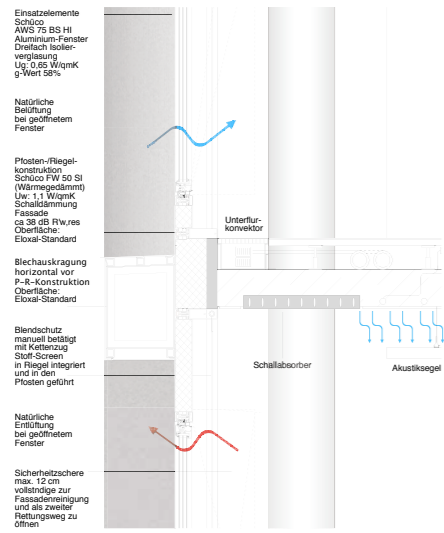 Einsatzelemente
Schüco
AWS 75 BS HI
Aluminium-Fenster
Dreifach Isolier-
verglasung
Ug: 0,65 W/qmK
g-Wert 58%
Natürliche
Belüftung
bei geöffnetem
Fenster
Pfosten-/Riegel-
konstruktion
Schüco FW 50 SI
(Wärmegedämmt)
Uw: 1,1 W/qmK
Schalldämmung
Fassade
ca 38 dB R'w,res
Oberfläche:
Eloxal-Standard
Unterflur-
konvektor
Blechauskragung
horizontal vor
P-R-Konstruktion
Oberfläche:
Eloxal-Standard
Blendschutz
manuell betätigt
mit Kettenzug
Stoff-Screen
in Riegel integriert
und in den
Pfosten geführt
Schallabsorber
Akustiksegel
Natürliche
Entlüftung
bei geöffnetem
Fenster
Sicherheitzschere
max. 12 cm
vollstndige zur
Fassadenreinigung
und als zweiter
Rettungsweg zu
öffnen